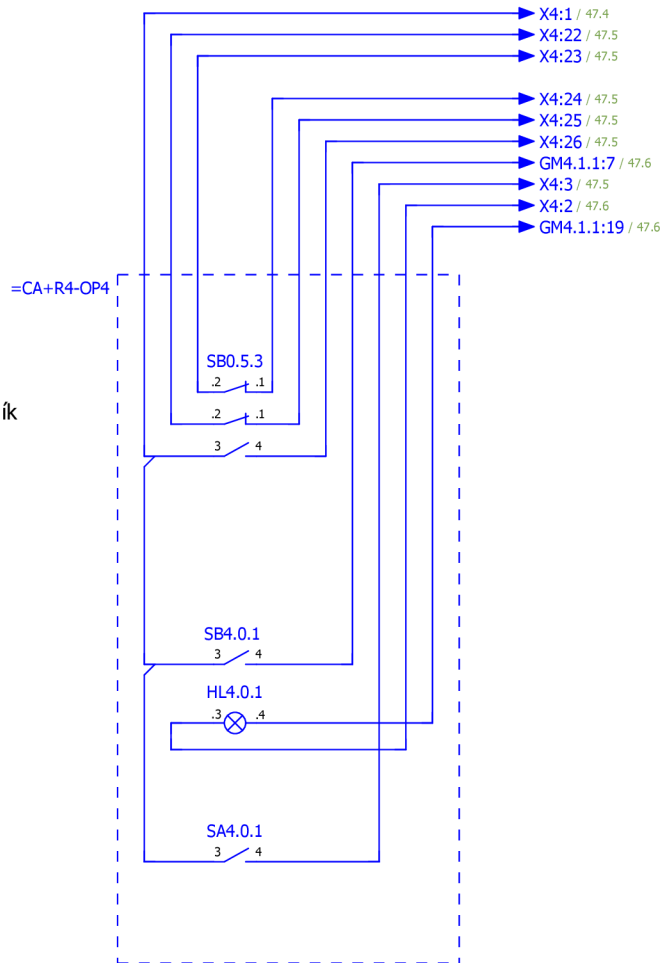 X4:1 / 47.4
X4:22 / 47.5
X4:23 / 47.5
X4:24 / 47.5
X4:25 / 47.5
X4:26 / 47.5
GM4.1.1:7 / 47.6
X4:3 / 47.5
X4:2 / 47.6
GM4.1.1:19 / 47.6
=CA+R4-OP4
SB0.5.3
.2 .1
ík
.2 .1
3 4
SB4.0.1
3 4
HL4.0.1
.3 .4
SA4.0.1
3 4